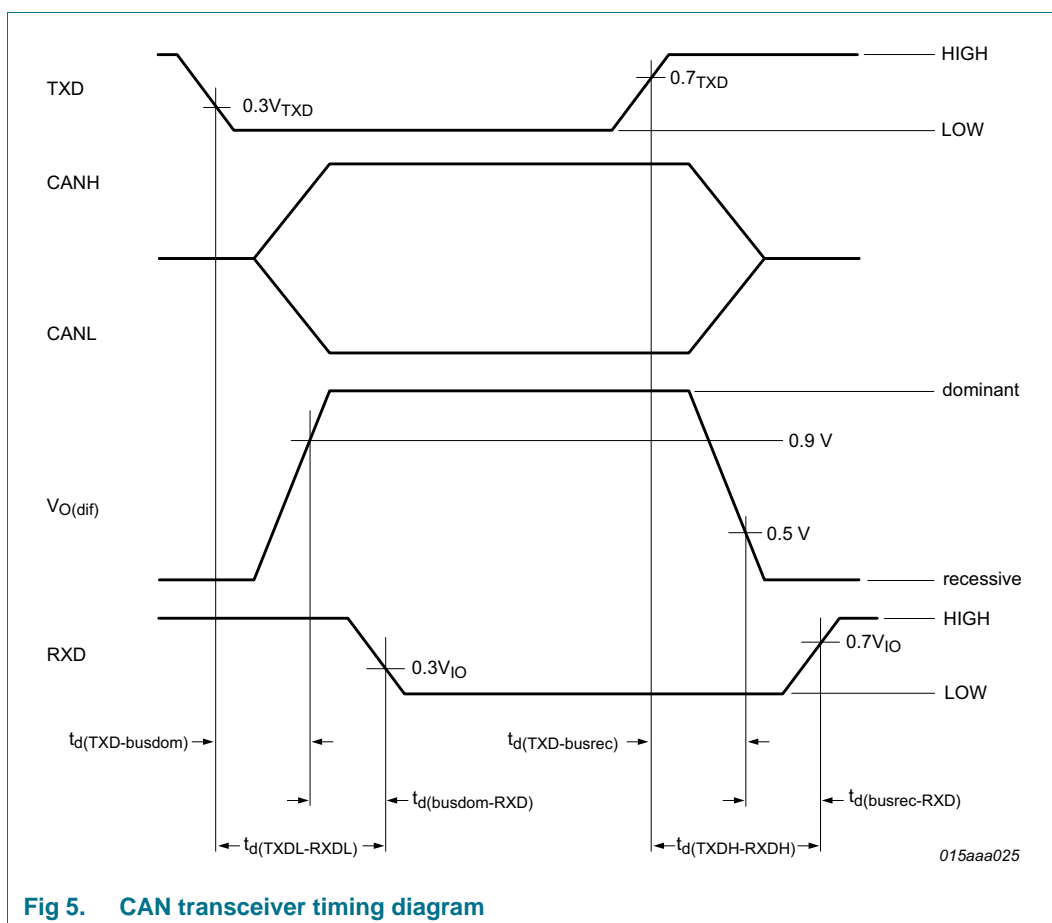 HIGH
TXD
0.7TXD
0.3VTXD
LOW
CANH
CANL
dominant
0.9 V
VO(dif)
0.5 V
recessive
HIGH
RXD
0.7VIO
0.3VIO
LOW
td(TXD-busdom)
td(TXD-busrec)
td(busdom-RXD)
td(busrec-RXD)
td(TXDL-RXDL)
td(TXDH-RXDH)
015aaa025
Fig 5. CAN transceiver timing diagram